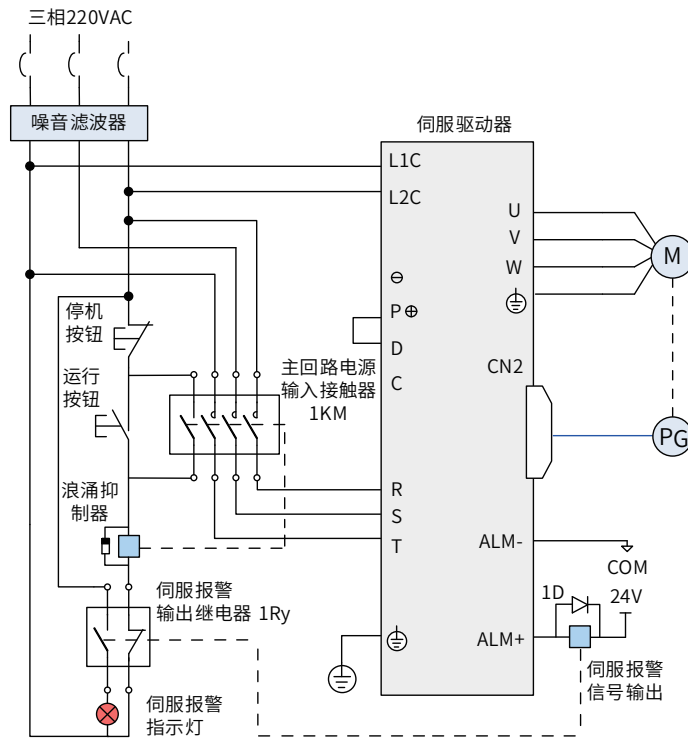 三相220VAC
噪音滤波器
伺服驱动器
L1C
L2C
U
V
W
M
⊖
P⊕
D
C
停机
按钮
运行
按钮
主回路电源
输入接触器
1KM
CN2
PG
R
S
T
浪涌抑
制器
ALM-
COM
24V
1D
ALM+
伺服报警
输出继电器 1Ry
伺服报警
信号输出
伺服报警
指示灯